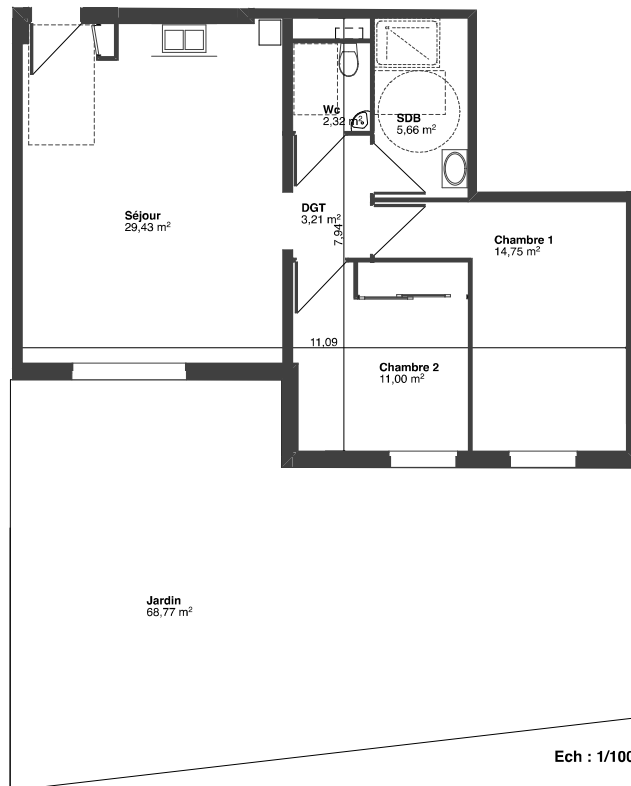 Wc
2,32 m²
SDB
5,66 m²
Séjour
29,43 m²
DGT
3,21 m²
7,94
Chambre 1
14,75 m²
11,09
Chambre 2
11,00 m²
Jardin
68,77 m²
Ech : 1/100